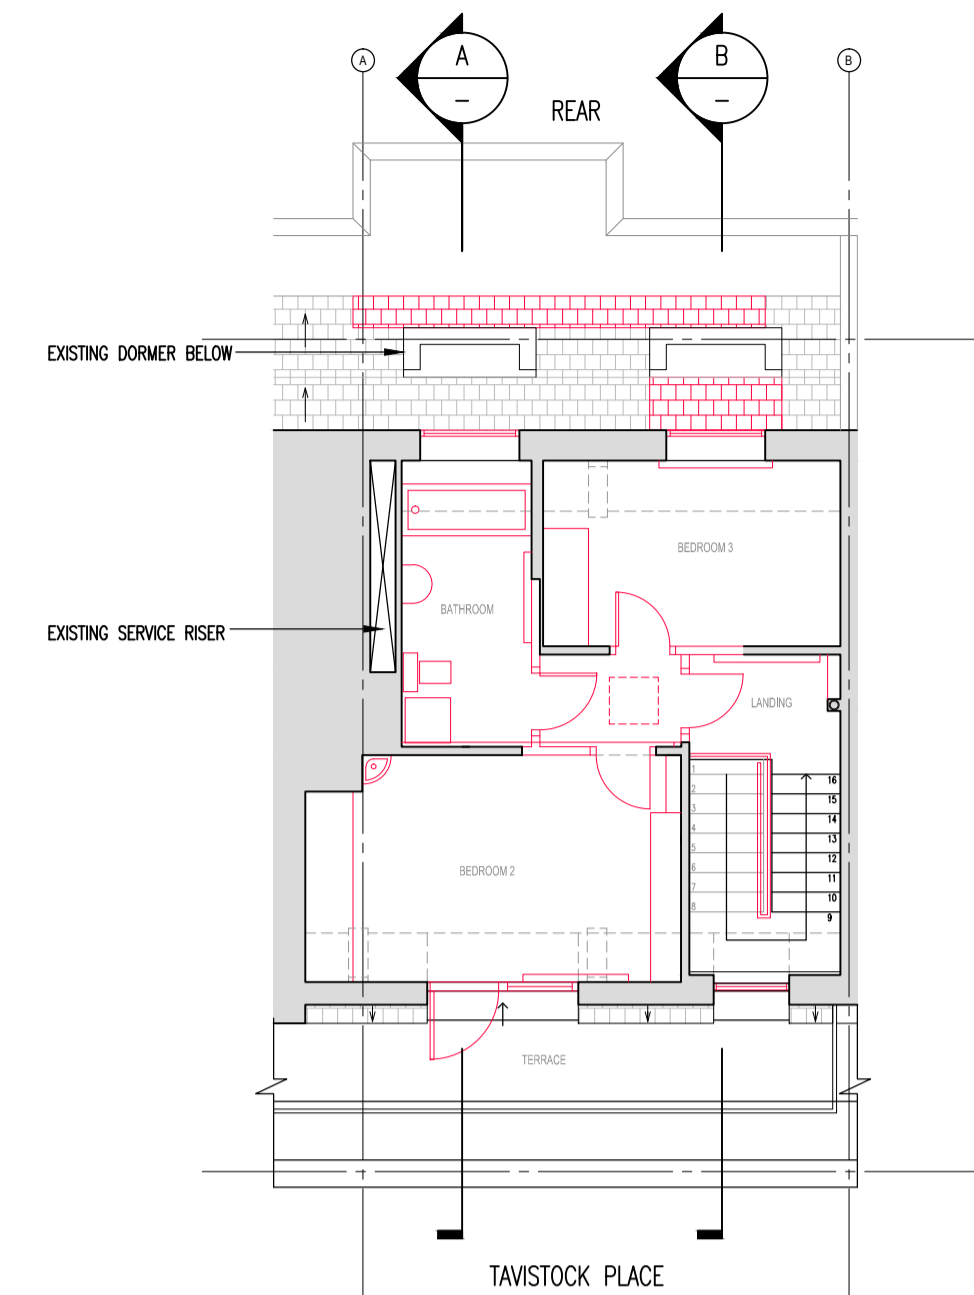 A
A
B
B
–
–
REAR
EXISTING DORMER BELOW
BEDROOM 3
BATHROOM
EXISTING SERVICE RISER
LANDING
1
2
3
4
5
6
7
8
16
15
14
13
12
11
10
9
BEDROOM 2
TERRACE
TAVISTOCK PLACE